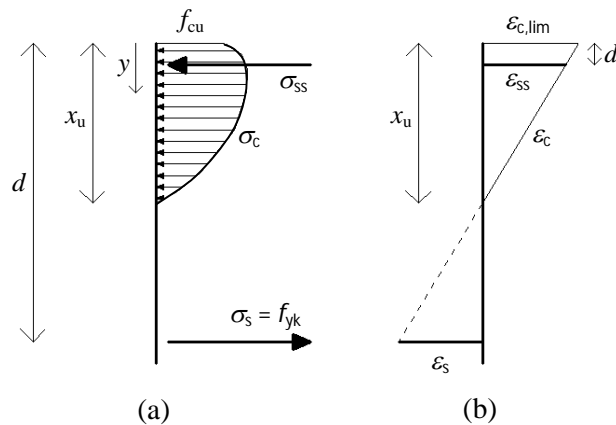 f_cu
y
σ_ss
x_u
σ_c
d
σ_s = f_yk
(a)
ε_c,lim
d
ε_ss
x_u
ε_c
ε_s
(b)